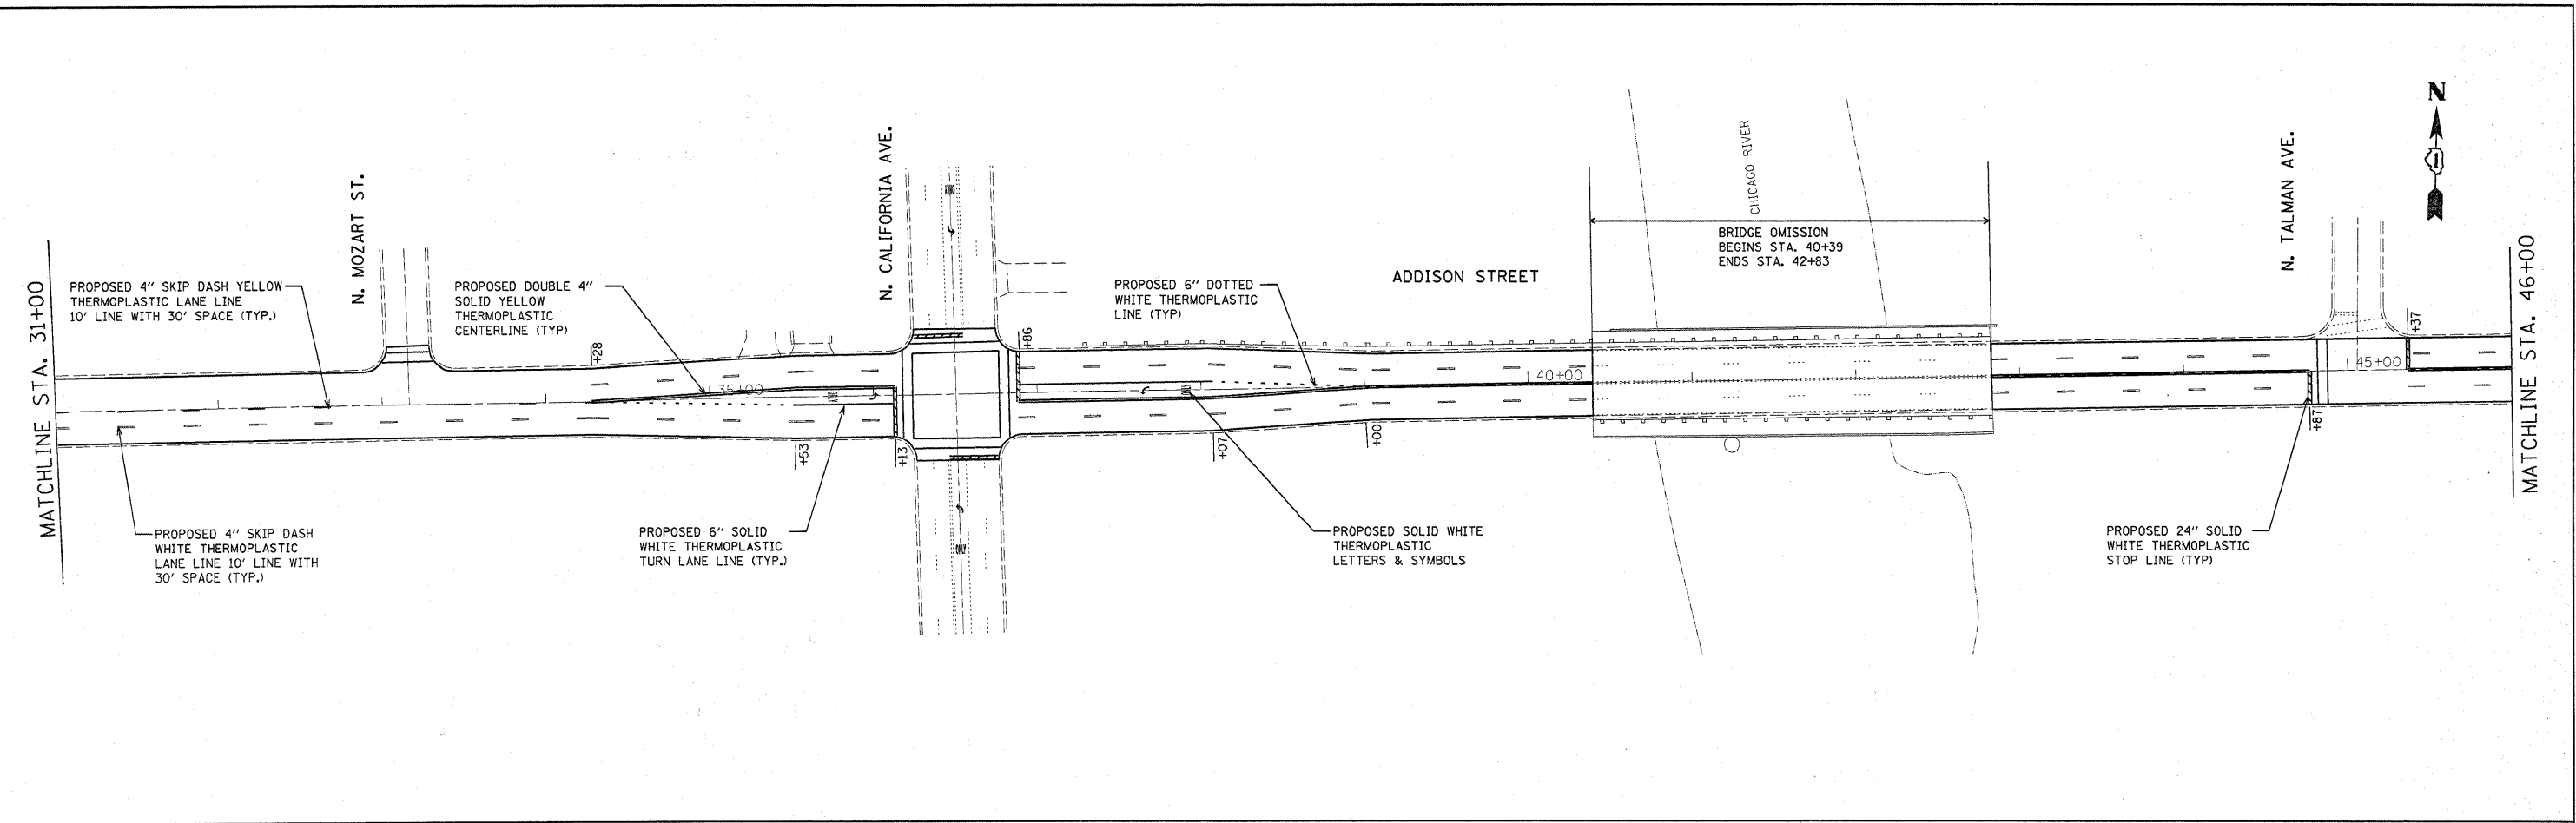 N
MATCHLINE STA. 31+00
N. MOZART ST.
N. CALIFORNIA AVE.
CHICAGO RIVER
N. TALMAN AVE.
MATCHLINE STA. 46+00
PROPOSED 4" SKIP DASH YELLOW
THERMOPLASTIC LANE LINE
10' LINE WITH 30' SPACE (TYP.)
PROPOSED DOUBLE 4"
SOLID YELLOW
THERMOPLASTIC
CENTERLINE (TYP)
PROPOSED 6" DOTTED
WHITE THERMOPLASTIC
LINE (TYP)
ADDISON STREET
BRIDGE OMISSION
BEGINS STA. 40+39
ENDS STA. 42+83
+28
+86
+37
35+00
40+00
45+00
ONLY
ONLY
ONLY
ONLY
+53
+13
+07
+00
+87
PROPOSED 4" SKIP DASH
WHITE THERMOPLASTIC
LANE LINE 10' LINE WITH
30' SPACE (TYP.)
PROPOSED 6" SOLID
WHITE THERMOPLASTIC
TURN LANE LINE (TYP.)
PROPOSED SOLID WHITE
THERMOPLASTIC
LETTERS & SYMBOLS
PROPOSED 24" SOLID
WHITE THERMOPLASTIC
STOP LINE (TYP)